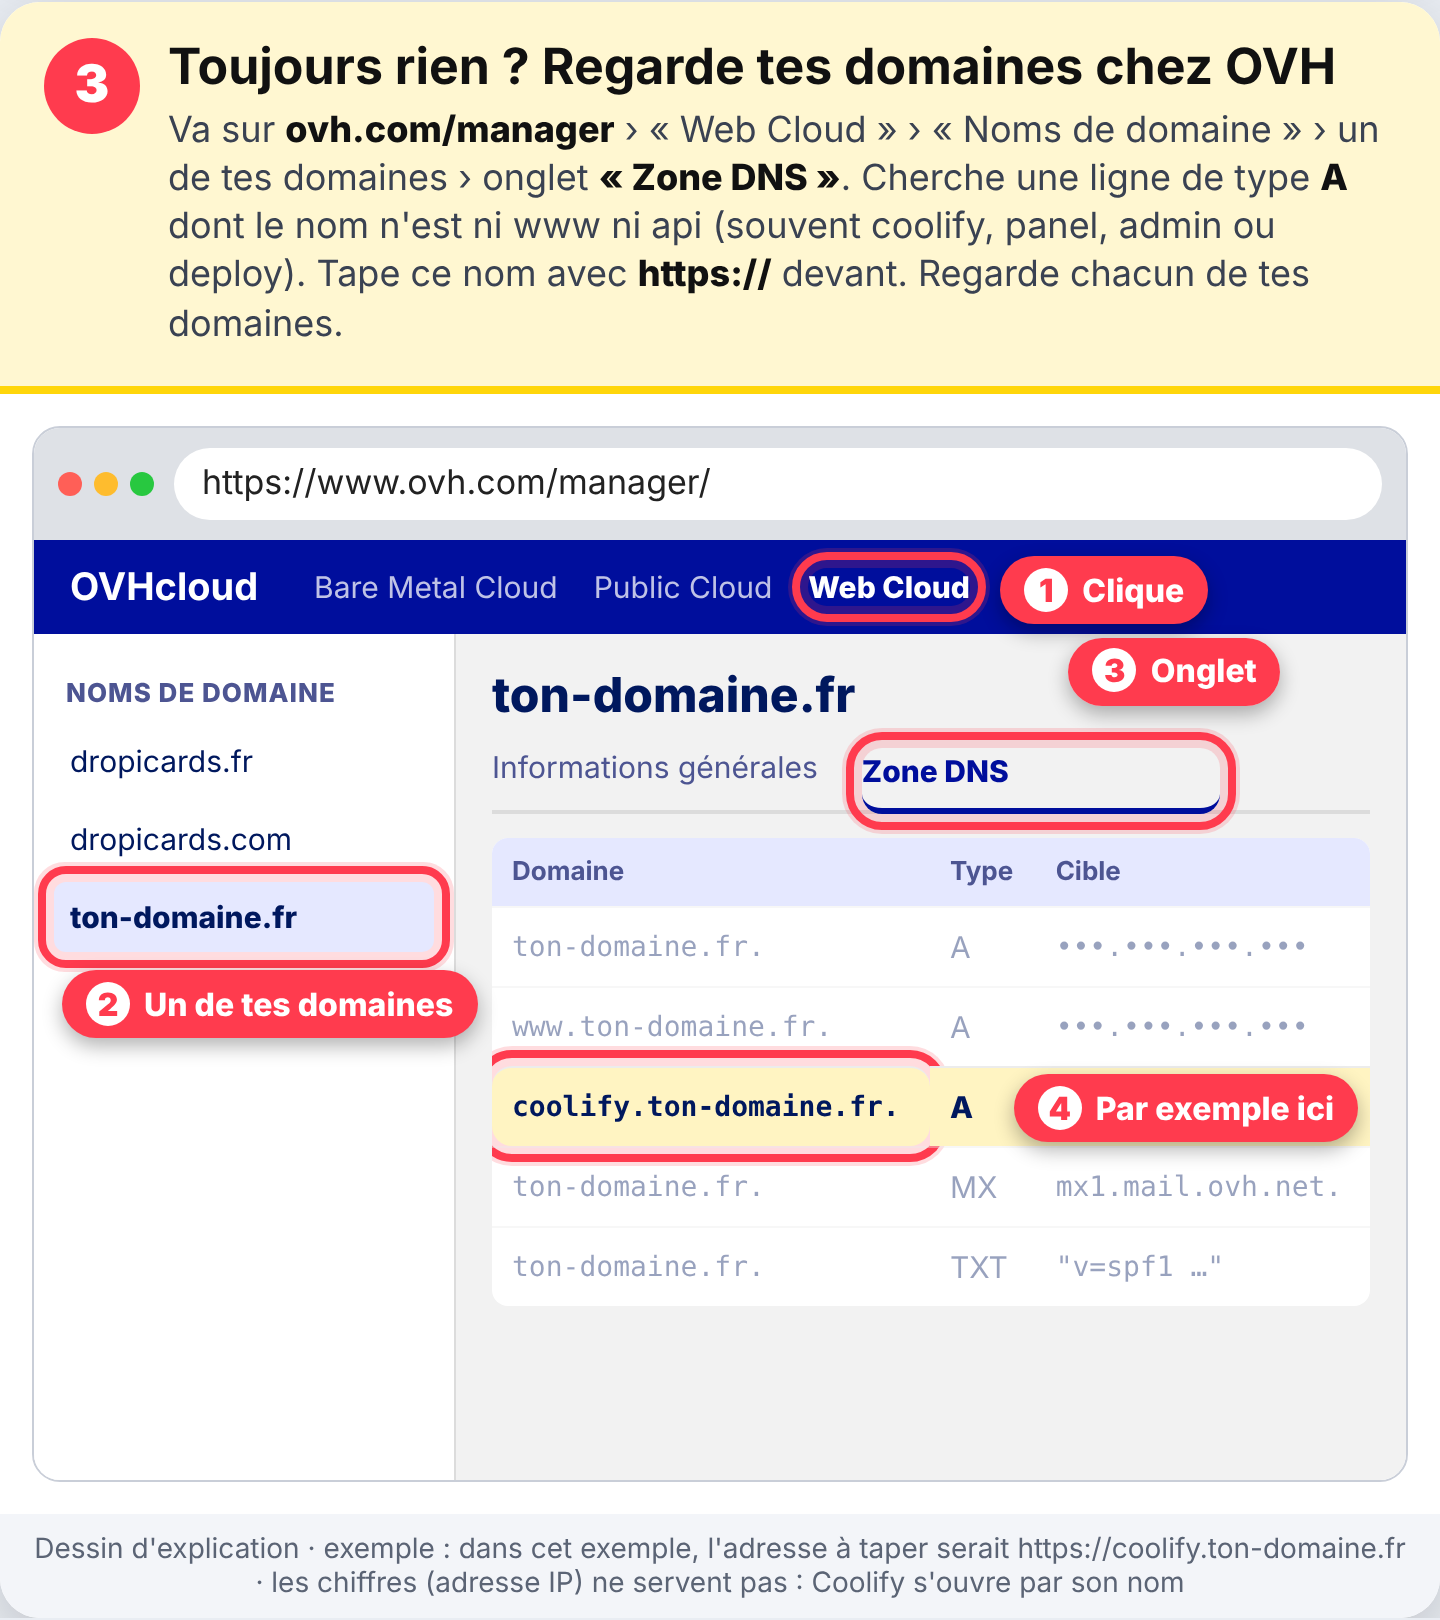 3
Toujours rien ? Regarde tes domaines chez OVH
Va sur ovh.com/manager › « Web Cloud » › « Noms de domaine » › un
de tes domaines › onglet « Zone DNS ». Cherche une ligne de type A
dont le nom n'est ni www ni api (souvent coolify, panel, admin ou
deploy). Tape ce nom avec https:// devant. Regarde chacun de tes
domaines.
https://www.ovh.com/manager/
OVHcloud Bare Metal Cloud Public Cloud Web Cloud 1 Clique
3 Onglet
NOMS DE DOMAINE
dropicards.fr
dropicards.com
ton-domaine.fr
2 Un de tes domaines
ton-domaine.fr
Informations générales Zone DNS
Domaine Type Cible
ton-domaine.fr. A •••.•••.•••.•••
www.ton-domaine.fr. A •••.•••.•••.•••
coolify.ton-domaine.fr. A 4 Par exemple ici
ton-domaine.fr. MX mx1.mail.ovh.net.
ton-domaine.fr. TXT "v=spf1 …"
Dessin d'explication · exemple : dans cet exemple, l'adresse à taper serait https://coolify.ton-domaine.fr
· les chiffres (adresse IP) ne servent pas : Coolify s'ouvre par son nom